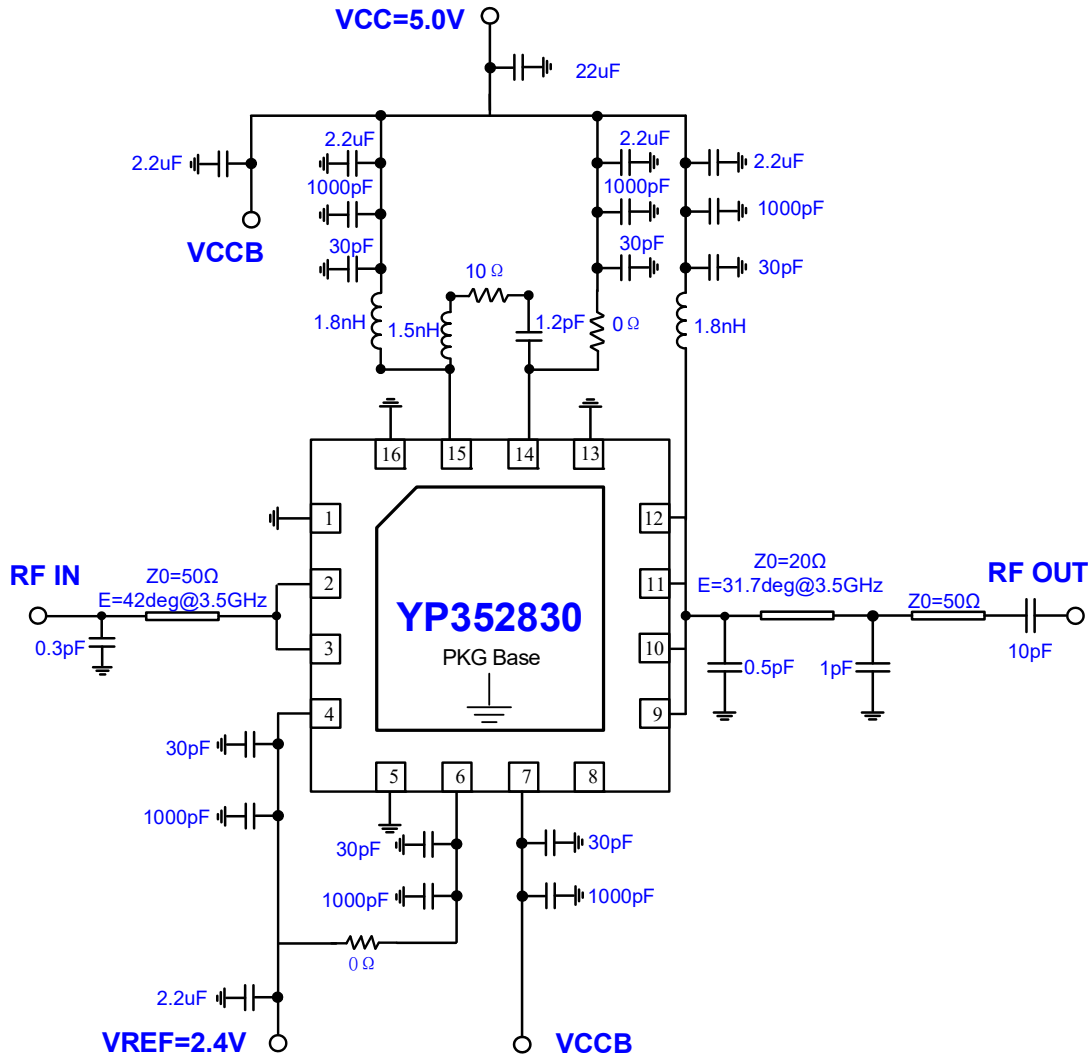 VCC=5.0V
22uF
2.2uF
2.2uF
2.2uF
2.2uF
1000pF
1000pF
1000pF
VCCB
30pF
30pF
30pF
10Ω
1.8nH
1.5nH
1.2pF
0Ω
1.8nH
16
15
14
13
1
12
RF IN
Z0=50Ω
E=42deg@3.5GHz
2
11
Z0=20Ω
E=31.7deg@3.5GHz
RF OUT
Z0=50Ω
YP352830
PKG Base
0.3pF
3
10
10pF
0.5pF
1pF
4
9
30pF
5
6
7
8
1000pF
30pF
30pF
1000pF
1000pF
0Ω
2.2uF
VREF=2.4V
VCCB